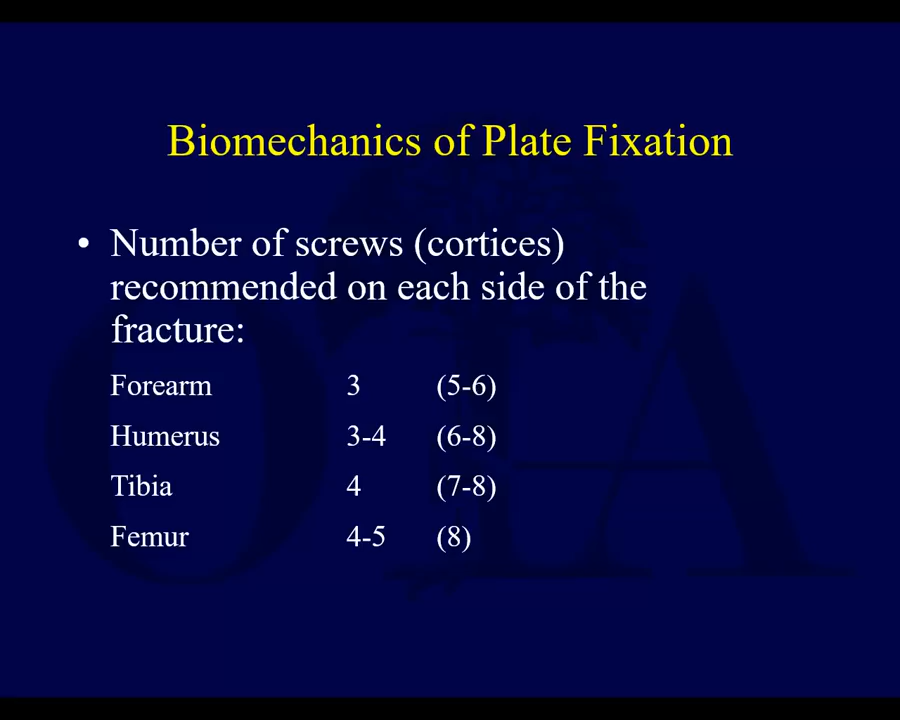 Biomechanics of Plate Fixation
• Number of screws (cortices)
recommended on each side of the
fracture:
Forearm 3 (5-6)
Humerus 3-4 (6-8)
Tibia 4 (7-8)
Femur 4-5 (8)
OTA